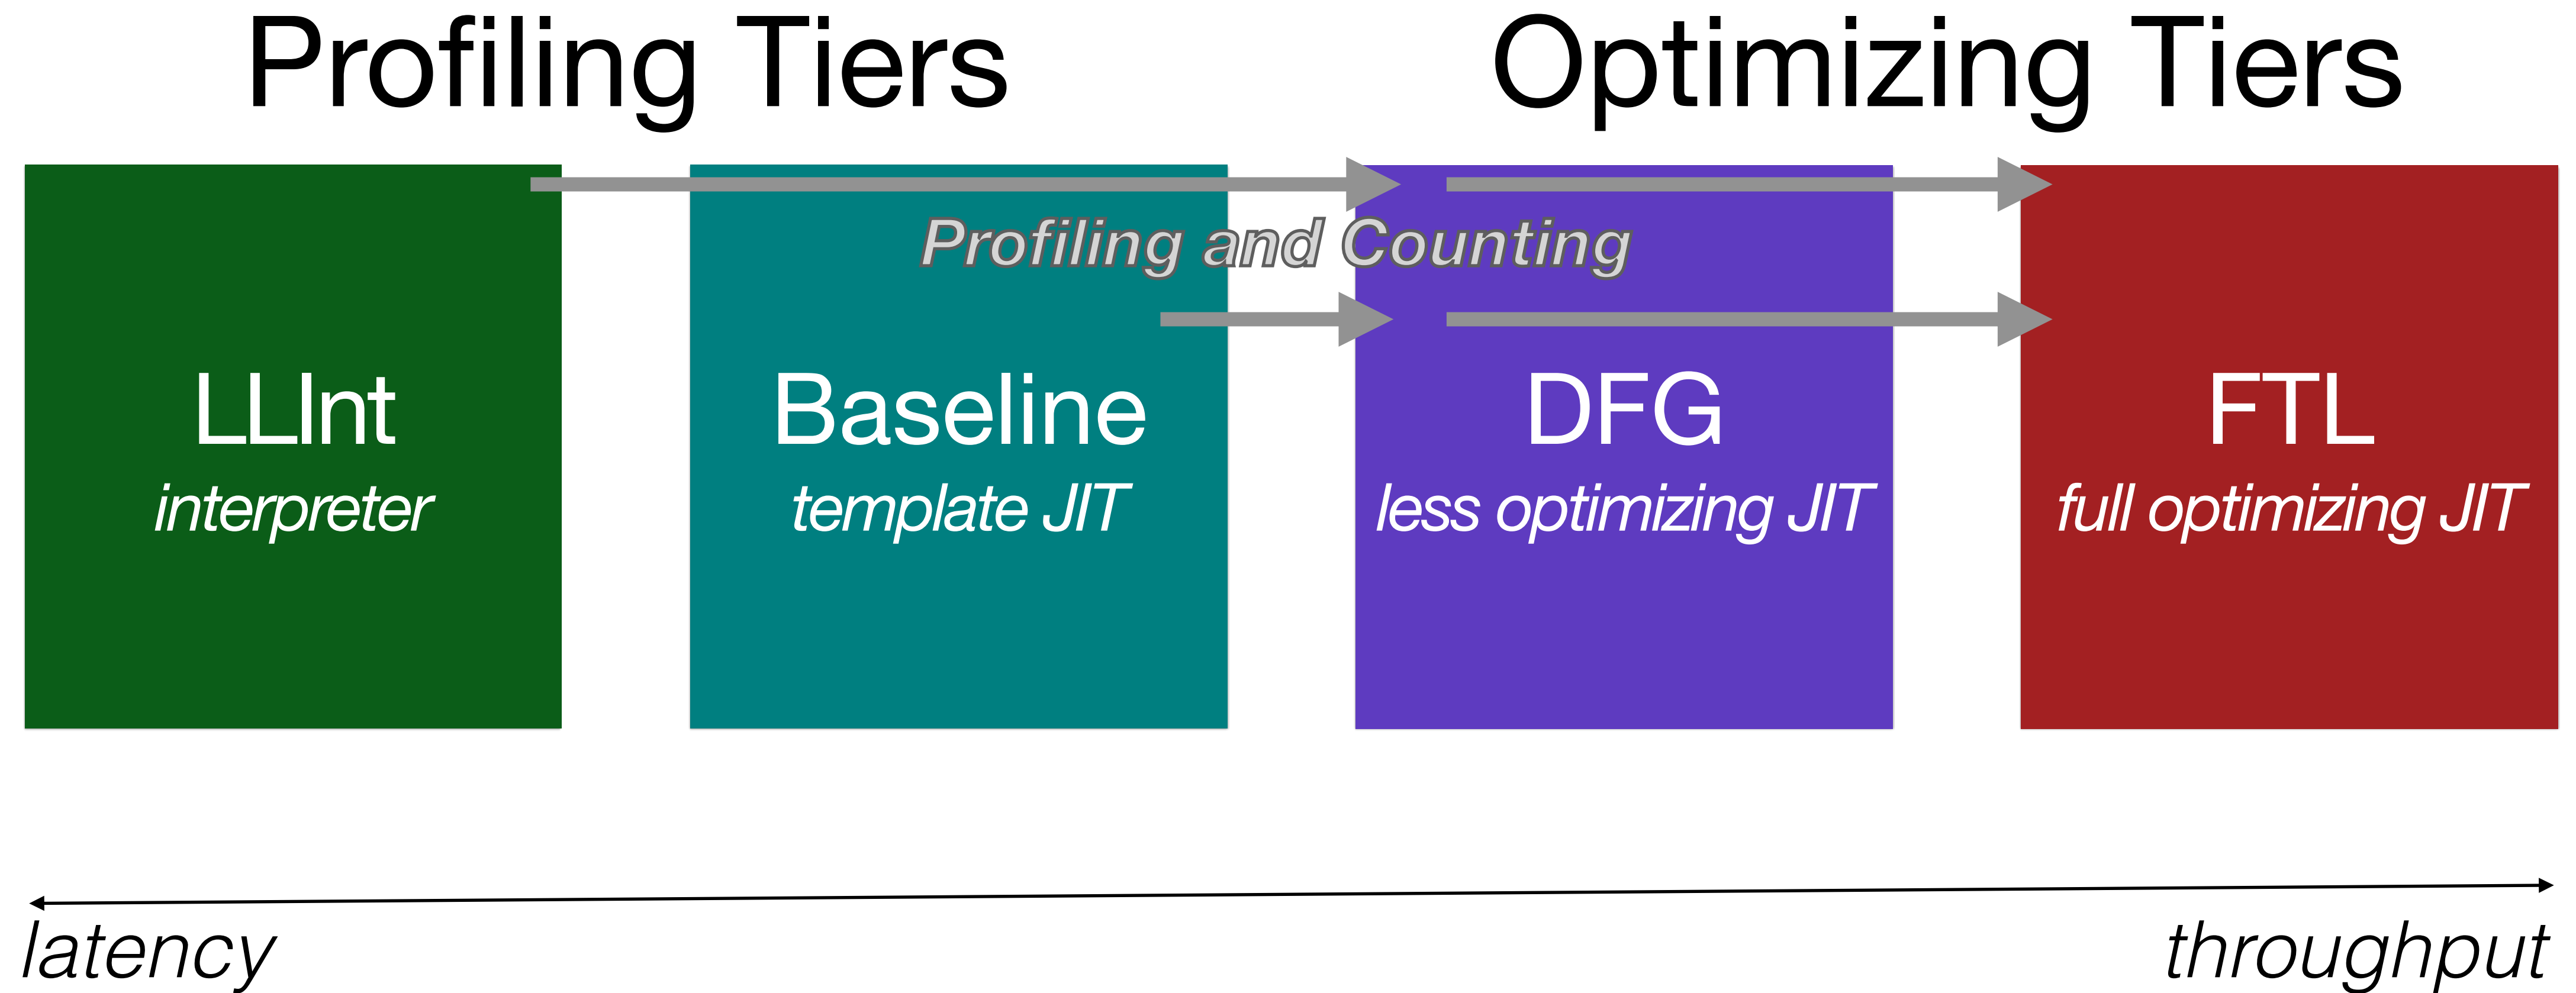 Profiling Tiers
Optimizing Tiers
Profiling and Counting
LLInt
interpreter
Baseline
template JIT
DFG
less optimizing JIT
FTL
full optimizing JIT
latency
throughput